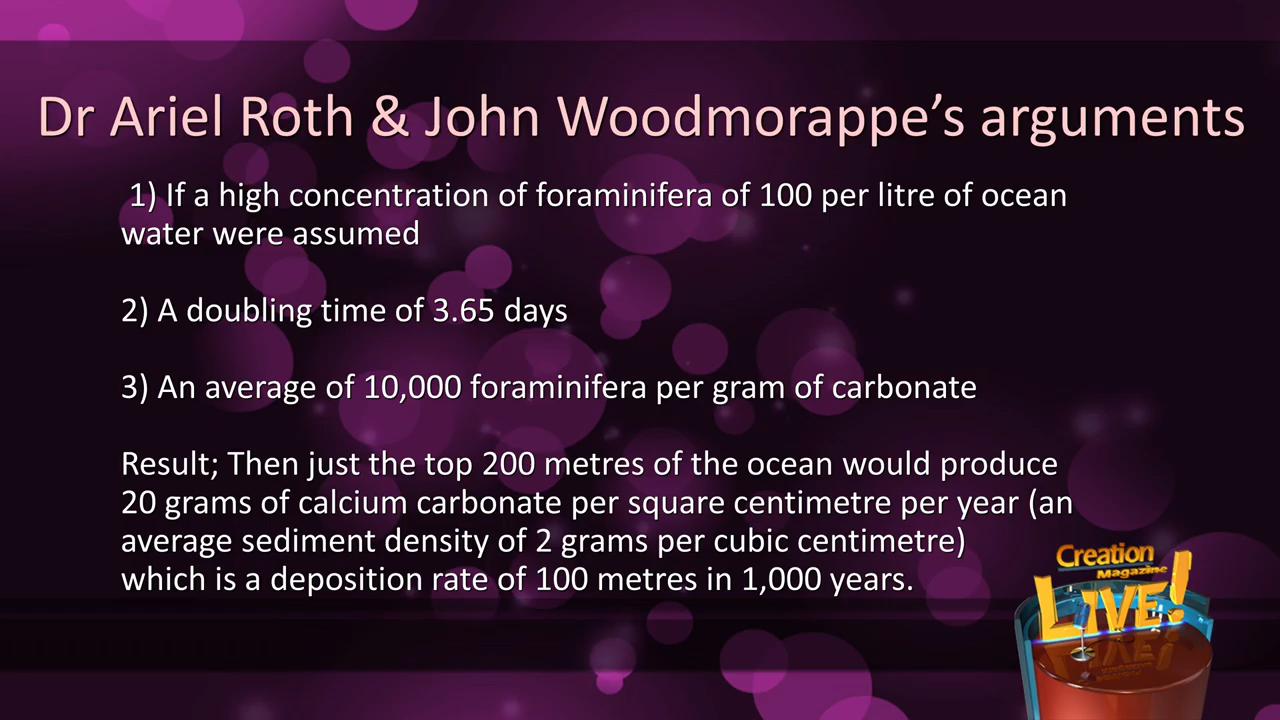 Dr Ariel Roth & John Woodmorappe’s arguments
1) If a high concentration of foraminifera of 100 per litre of ocean
water were assumed
2) A doubling time of 3.65 days
3) An average of 10,000 foraminifera per gram of carbonate
Result; Then just the top 200 metres of the ocean would produce
20 grams of calcium carbonate per square centimetre per year (an
average sediment density of 2 grams per cubic centimetre)
which is a deposition rate of 100 metres in 1,000 years.
Creation
Magazine
LIVE!